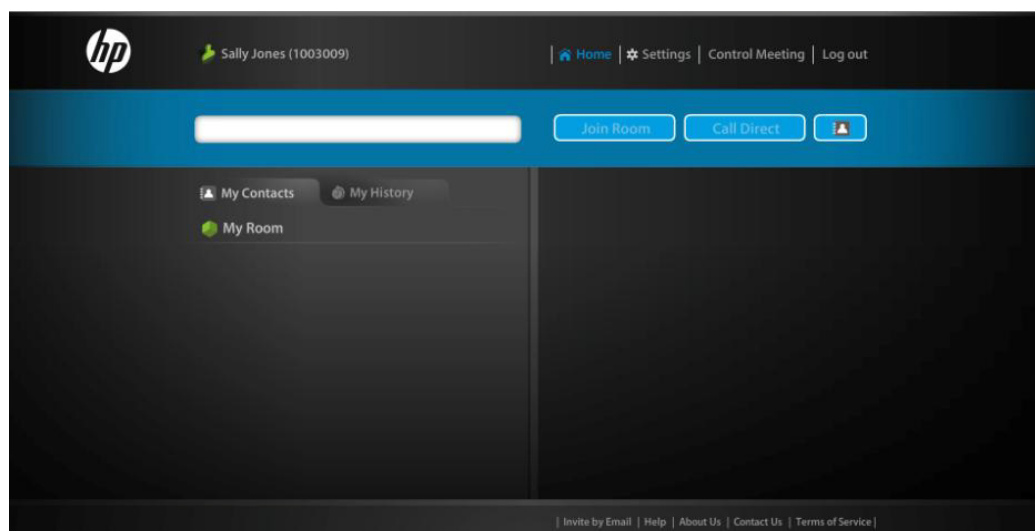 hp
Sally Jones (1003009)
| Home | Settings | Control Meeting | Log out
Join Room
Call Direct
My Contacts
My History
My Room
| Invite by Email | Help | About Us | Contact Us | Terms of Service |